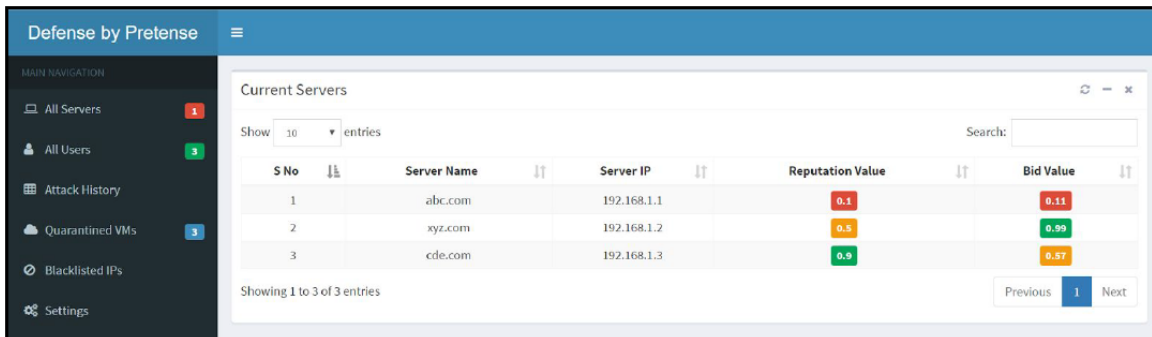 Defense by Pretense
MAIN NAVIGATION
All Servers 1
All Users 3
Attack History
Quarantined VMs 3
Blacklisted IPs
Settings
Current Servers
Show 10 entries Search:
S No Server Name Server IP Reputation Value Bid Value
1 abc.com 192.168.1.1 0.1 0.11
2 xyz.com 192.168.1.2 0.5 0.99
3 cde.com 192.168.1.3 0.9 0.57
Showing 1 to 3 of 3 entries Previous 1 Next